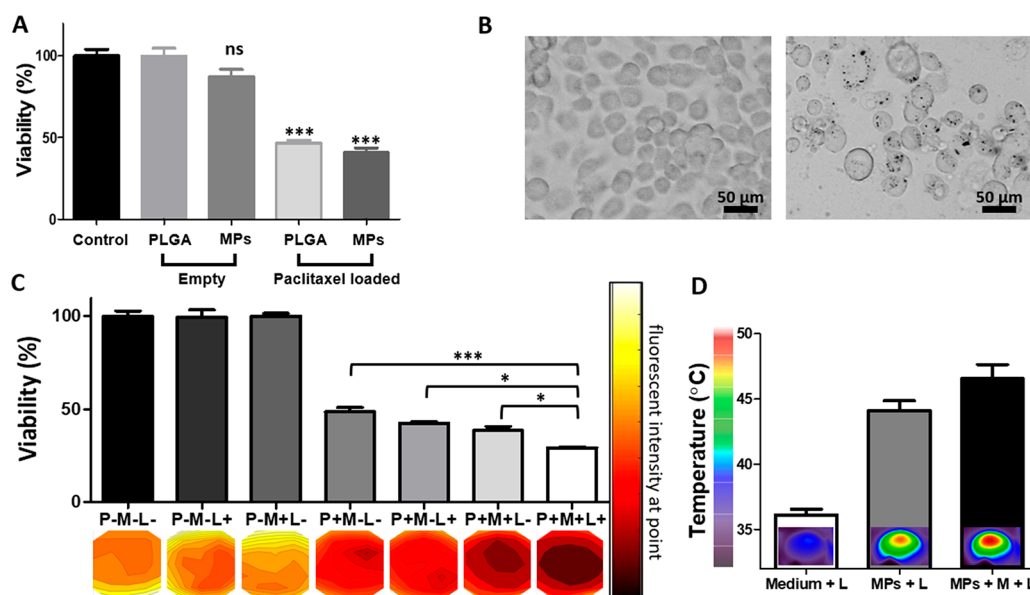 A
Viability (%)
100
50
0
ns
***
***
Control
PLGA
MPs
PLGA
MPs
Empty
Paclitaxel loaded
B
50 µm
50 µm
C
Viability (%)
100
50
0
***
*
*
P-M-L-
P-M-L+
P-M+L-
P+M-L-
P+M-L+
P+M+L-
P+M+L+
fluorescent intensity at point
D
Temperature (°C)
50
45
40
35
Medium + L
MPs + L
MPs + M + L